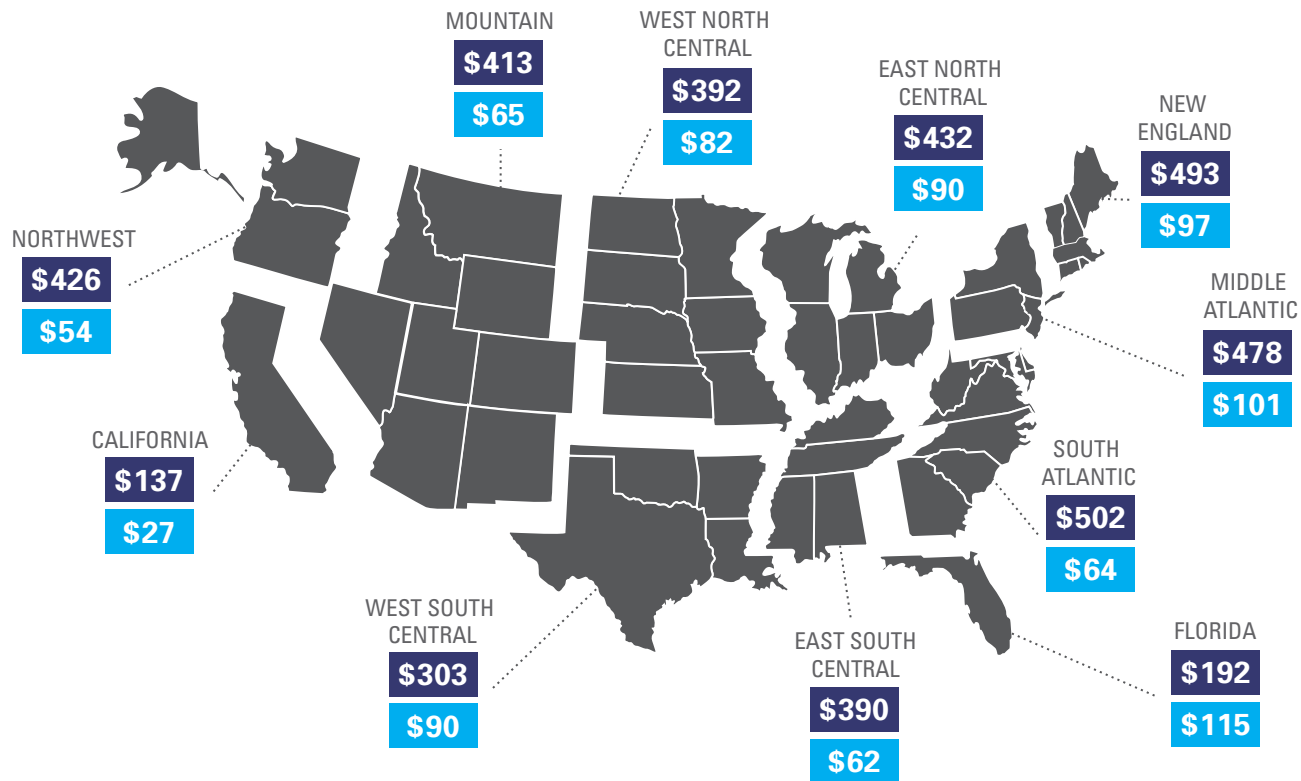 MOUNTAIN
$413
$65
WEST NORTH
CENTRAL
$392
$82
EAST NORTH
CENTRAL
$432
$90
NEW
ENGLAND
$493
$97
NORTHWEST
$426
$54
MIDDLE
ATLANTIC
$478
$101
CALIFORNIA
$137
$27
SOUTH
ATLANTIC
$502
$64
WEST SOUTH
CENTRAL
$303
$90
EAST SOUTH
CENTRAL
$390
$62
FLORIDA
$192
$115